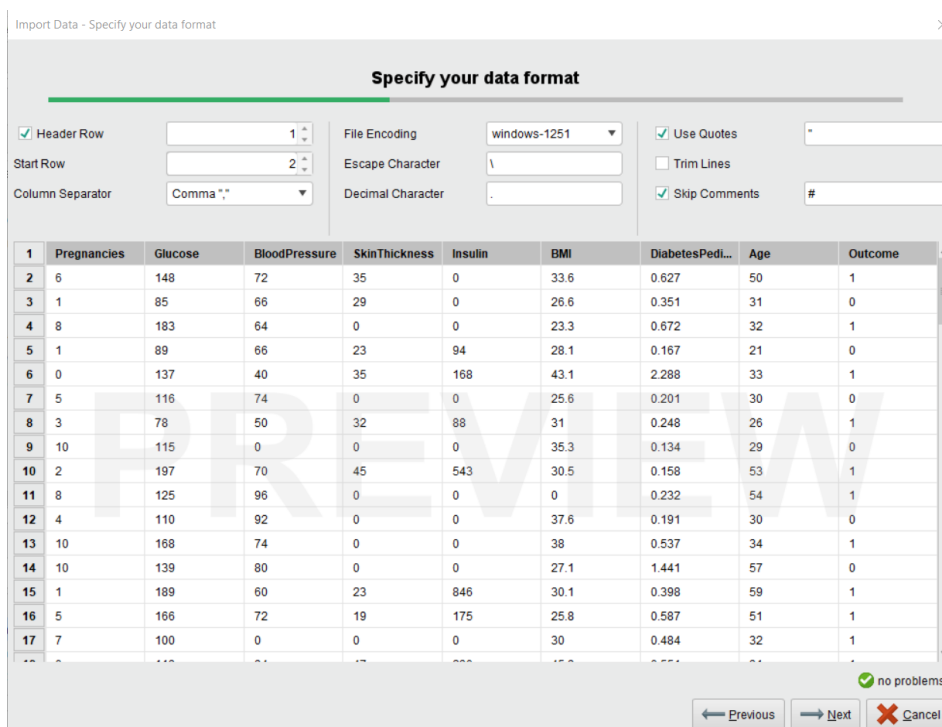 Import Data - Specify your data format
Specify your data format
Header Row 1 File Encoding windows-1251 Use Quotes "
Start Row 2 Escape Character \ Trim Lines
Column Separator Comma "," Decimal Character . Skip Comments #
1 Pregnancies Glucose BloodPressure SkinThickness Insulin BMI DiabetesPedi... Age Outcome
2 6 148 72 35 0 33.6 0.627 50 1
3 1 85 66 29 0 26.6 0.351 31 0
4 8 183 64 0 0 23.3 0.672 32 1
5 1 89 66 23 94 28.1 0.167 21 0
6 0 137 40 35 168 43.1 2.288 33 1
7 5 116 74 0 0 25.6 0.201 30 0
8 3 78 50 32 88 31 0.248 26 1
9 10 115 0 0 0 35.3 0.134 29 0
10 2 197 70 45 543 30.5 0.158 53 1
11 8 125 96 0 0 0 0.232 54 1
12 4 110 92 0 0 37.6 0.191 30 0
13 10 168 74 0 0 38 0.537 34 1
14 10 139 80 0 0 27.1 1.441 57 0
15 1 189 60 23 846 30.1 0.398 59 1
16 5 166 72 19 175 25.8 0.587 51 1
17 7 100 0 0 0 30 0.484 32 1
PREVIEW
no problems
Previous Next Cancel